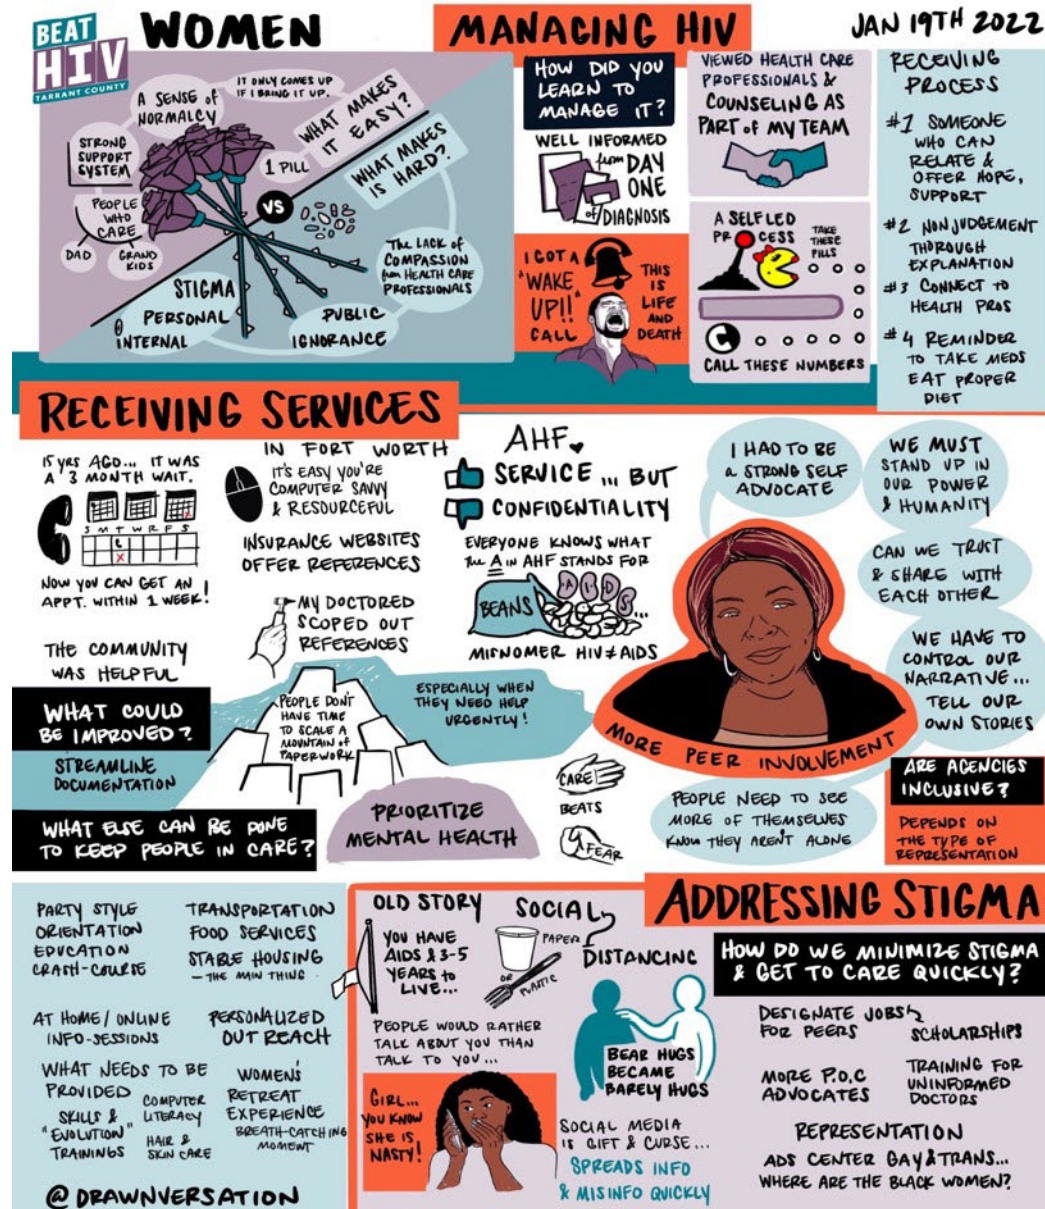 BEAT
HIV
TARRANT COUNTY
WOMEN
IT ONLY COMES UP
IF I BRING IT UP.
A SENSE of
NORMALCY
STRONG
SUPPORT
SYSTEM
PEOPLE
WHO
CARE
DAD
GRAND
KIDS
1 PILL
WHAT MAKES
IT EASY?
VS
WHAT MAKES
IS HARD?
The LACK of
COMPASSION
from HEALTH CARE
PROFESSIONALS
STIGMA
PERSONAL
@
INTERNAL
PUBLIC
IGNORANCE
MANAGING HIV
JAN 19TH 2022
HOW DID YOU
LEARN TO
MANAGE IT?
WELL INFORMED
from DAY
ONE
of DIAGNOSIS
VIEWED HEALTH CARE
PROFESSIONALS &
COUNSELING AS
PART of MY TEAM
I GOT A
"WAKE
UP!!"
CALL
THIS
IS
LIFE
AND
DEATH
A SELF LED
PROCESS
TAKE
THESE
PILLS
CALL THESE NUMBERS
RECEIVING
PROCESS
#1 SOMEONE
WHO CAN
RELATE &
OFFER HOPE,
SUPPORT
#2 NON JUDGEMENT
THOROUGH
EXPLANATION
#3 CONNECT TO
HEALTH PROS
#4 REMINDER
TO TAKE MEDS
EAT PROPER
DIET
RECEIVING SERVICES
15 YRS AGO... IT WAS
A 3 MONTH WAIT.
S M T W R F S
NOW YOU CAN GET AN
APPT. WITHIN 1 WEEK!
THE COMMUNITY
WAS HELPFUL
IN FORT WORTH
IT'S EASY YOU'RE
COMPUTER SAVVY
& RESOURCEFUL
INSURANCE WEBSITES
OFFER REFERENCES
MY DOCTORED
SCOPED OUT
REFERENCES
AHF
SERVICE ... BUT
CONFIDENTIALITY
EVERYONE KNOWS WHAT
the A in AHF STANDS FOR
BEANS
AIDS...
MISNOMER HIV≠AIDS
I HAD TO BE
a STRONG SELF
ADVOCATE
WE MUST
STAND UP IN
OUR POWER
& HUMANITY
CAN WE TRUST
& SHARE WITH
EACH OTHER
WE HAVE TO
CONTROL OUR
NARRATIVE...
TELL OUR
OWN STORIES
MORE PEER INVOLVEMENT
PEOPLE NEED TO SEE
MORE OF THEMSELVES
KNOW THEY AREN'T ALONE
ARE AGENCIES
INCLUSIVE?
DEPENDS ON
THE TYPE OF
REPRESENTATION
WHAT COULD
BE IMPROVED?
STREAMLINE
DOCUMENTATION
PEOPLE DON'T
HAVE TIME
TO SCALE A
MOUNTAIN of
PAPERWORK
ESPECIALLY WHEN
THEY NEED HELP
URGENTLY!
WHAT ELSE CAN BE DONE
TO KEEP PEOPLE IN CARE?
PRIORITIZE
MENTAL HEALTH
CARE
BEATS
FEAR
PARTY STYLE
ORIENTATION
EDUCATION
CRASH-COURSE
TRANSPORTATION
FOOD SERVICES
STABLE HOUSING
- THE MAIN THING
AT HOME/ONLINE
INFO-SESSIONS
PERSONALIZED
OUT REACH
WHAT NEEDS TO BE
PROVIDED
SKILLS &
"EVOLUTION"
TRAININGS
COMPUTER
LITERACY
HAIR &
SKIN CARE
WOMEN'S
RETREAT
EXPERIENCE
BREATH-CATCHING
MOMENT
@DRAWNVERSATION
ADDRESSING STIGMA
OLD STORY
YOU HAVE
AIDS & 3-5
YEARS to
LIVE...
SOCIAL
DISTANCING
PAPER
OR
PLASTIC
?
PEOPLE WOULD RATHER
TALK ABOUT YOU THAN
TALK TO YOU...
BEAR HUGS
BECAME
BARELY HUGS
GIRL...
YOU KNOW
SHE IS
NASTY!
SOCIAL MEDIA
IS GIFT & CURSE...
SPREADS INFO
& MISINFO QUICKLY
HOW DO WE MINIMIZE STIGMA
& GET TO CARE QUICKLY?
DESIGNATE JOBS
FOR PEERS
SCHOLARSHIPS
MORE P.O.C
ADVOCATES
TRAINING FOR
UNINFORMED
DOCTORS
REPRESENTATION
ADS CENTER GAY & TRANS...
WHERE ARE THE BLACK WOMEN?